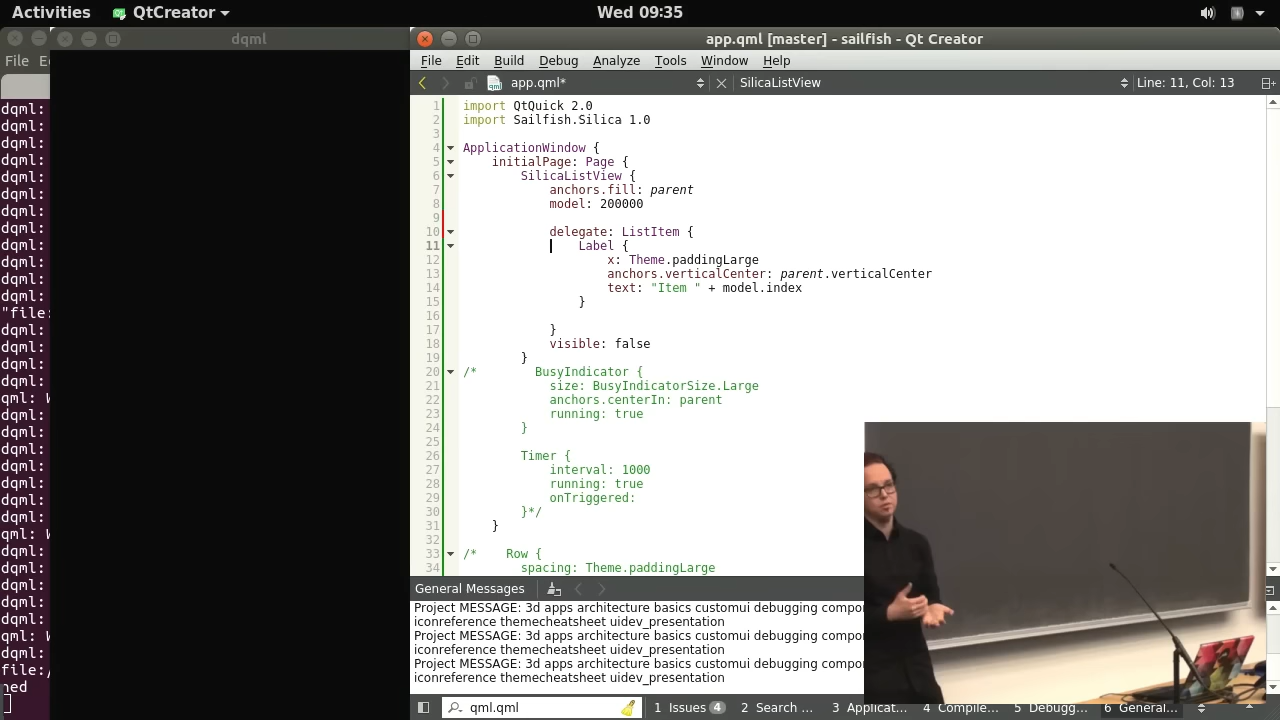 Activities QtCreator Wed 09:35
dqml
app.qml [master] - sailfish - Qt Creator
File
File Edit Build Debug Analyze Tools Window Help
app.qml* SilicaListView Line: 11, Col: 13
1 import QtQuick 2.0
2 import Sailfish.Silica 1.0
3
4 ApplicationWindow {
5 initialPage: Page {
6 SilicaListView {
7 anchors.fill: parent
8 model: 200000
9
10 delegate: ListItem {
11 Label {
12 x: Theme.paddingLarge
13 anchors.verticalCenter: parent.verticalCenter
14 text: "Item " + model.index
15 }
16
17 }
18 visible: false
19 }
20 /* BusyIndicator {
21 size: BusyIndicatorSize.Large
22 anchors.centerIn: parent
23 running: true
24 }
25
26 Timer {
27 interval: 1000
28 running: true
29 onTriggered:
30 }*/
31 }
32
33 /* Row {
34 spacing: Theme.paddingLarge
dqml:
dqml:
dqml:
dqml:
dqml:
dqml:
dqml:
dqml:
dqml:
dqml:
dqml:
dqml:
"file:
dqml:
dqml:
dqml:
dqml:
qml: W
dqml:
dqml:
dqml:
dqml:
dqml:
dqml:
dqml:
qml: W
dqml:
dqml:
dqml:
dqml:
qml: W
dqml:
file:/
ned
General Messages
Project MESSAGE: 3d apps architecture basics customui debugging compo
iconreference themecheatsheet uidev_presentation
Project MESSAGE: 3d apps architecture basics customui debugging compo
iconreference themecheatsheet uidev_presentation
Project MESSAGE: 3d apps architecture basics customui debugging compo
iconreference themecheatsheet uidev_presentation
qml.qml 1 Issues 4 2 Search ... 3 Applicat... 4 Compile... 5 Debugg... 6 General...